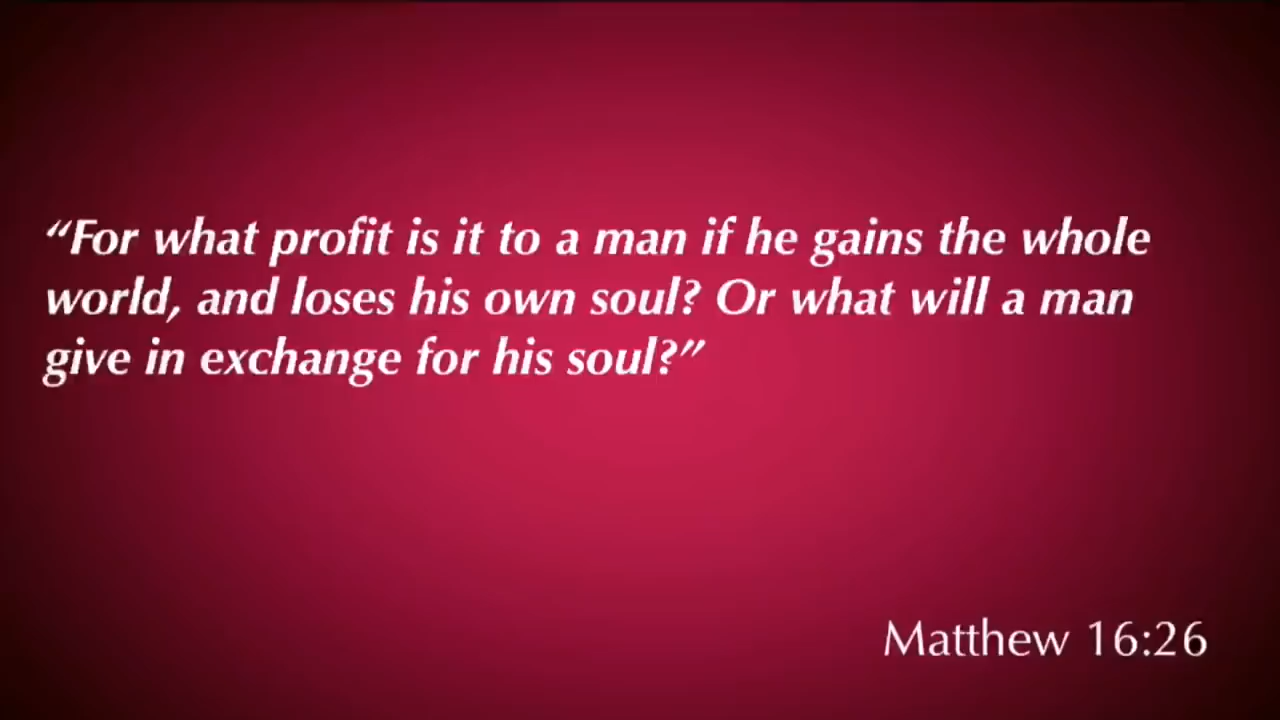 “For what profit is it to a man if he gains the whole
world, and loses his own soul? Or what will a man
give in exchange for his soul?”
Matthew 16:26